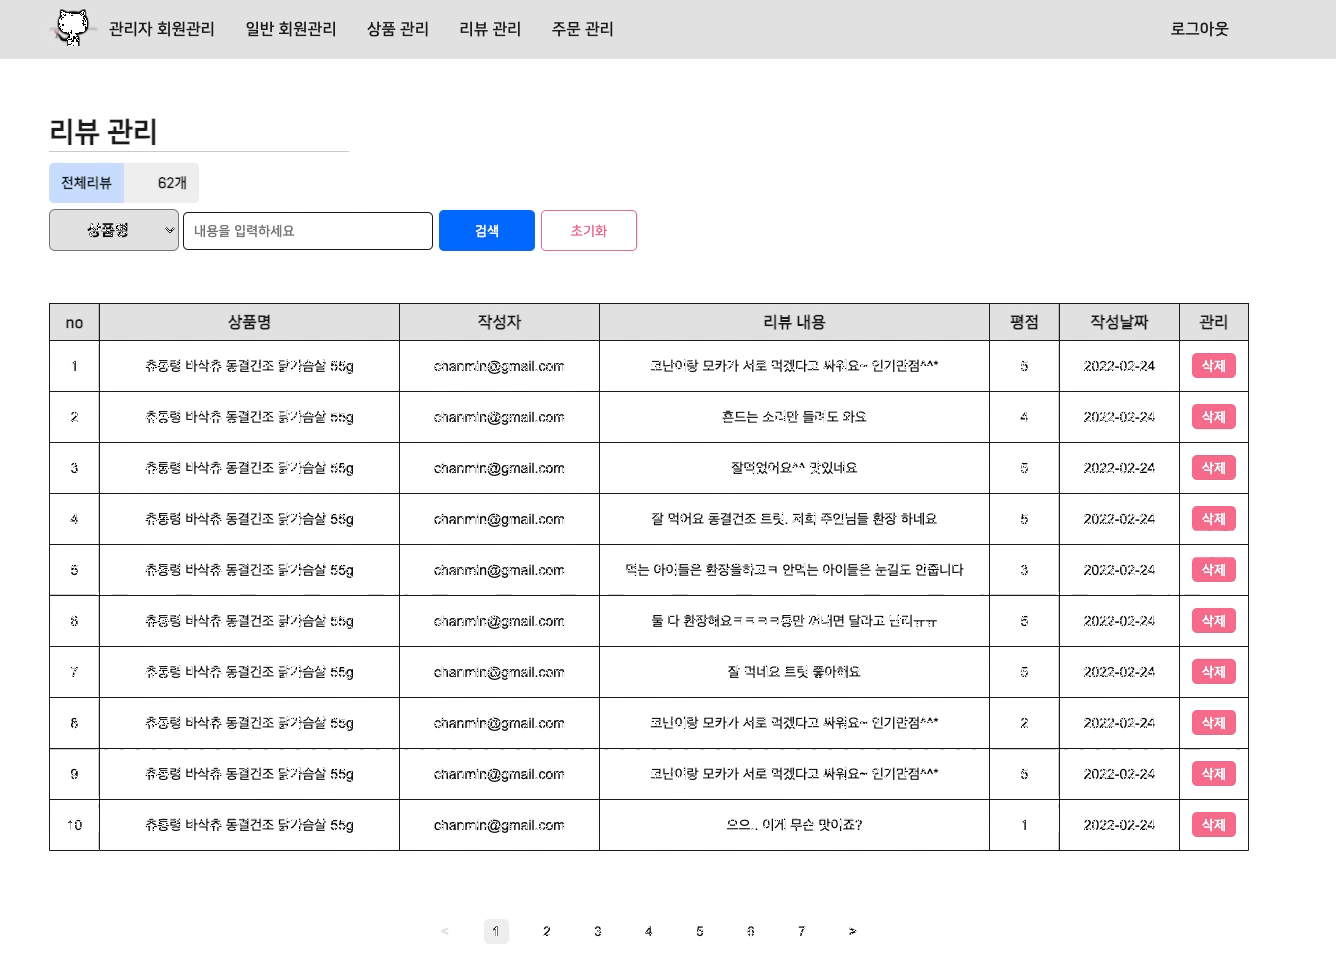 관리자 회원관리 일반 회원관리 상품 관리 리뷰 관리 주문 관리 로그아웃
리뷰 관리
전체리뷰 62개
상품명 내용을 입력하세요 검색 초기화
no 상품명 작성자 리뷰 내용 평점 작성날짜 관리
1 츄통령 바삭츄 동결건조 닭가슴살 55g chanmin@gmail.com 코난이랑 모카가 서로 먹겠다고 싸워요~ 인기만점^^* 5 2022-02-24 삭제
2 츄통령 바삭츄 동결건조 닭가슴살 55g chanmin@gmail.com 흔드는 소리만 들려도 와요 4 2022-02-24 삭제
3 츄통령 바삭츄 동결건조 닭가슴살 55g chanmin@gmail.com 잘먹었어요^^ 맛있네요 5 2022-02-24 삭제
4 츄통령 바삭츄 동결건조 닭가슴살 55g chanmin@gmail.com 잘 먹어요 동결건조 트릿. 저희 주인님들 환장 하네요 5 2022-02-24 삭제
5 츄통령 바삭츄 동결건조 닭가슴살 55g chanmin@gmail.com 먹는 아이들은 환장을하고ㅋ 안먹는 아이들은 눈길도 안줍니다 3 2022-02-24 삭제
6 츄통령 바삭츄 동결건조 닭가슴살 55g chanmin@gmail.com 둘 다 환장해요ㅋㅋㅋㅋ통만 꺼내면 달라고 난리ㅠㅠ 5 2022-02-24 삭제
7 츄통령 바삭츄 동결건조 닭가슴살 55g chanmin@gmail.com 잘 먹네요 트릿 좋아해요 5 2022-02-24 삭제
8 츄통령 바삭츄 동결건조 닭가슴살 55g chanmin@gmail.com 코난이랑 모카가 서로 먹겠다고 싸워요~ 인기만점^^* 2 2022-02-24 삭제
9 츄통령 바삭츄 동결건조 닭가슴살 55g chanmin@gmail.com 코난이랑 모카가 서로 먹겠다고 싸워요~ 인기만점^^* 5 2022-02-24 삭제
10 츄통령 바삭츄 동결건조 닭가슴살 55g chanmin@gmail.com 으으.. 이게 무슨 맛이죠? 1 2022-02-24 삭제
< 1 2 3 4 5 6 7 >